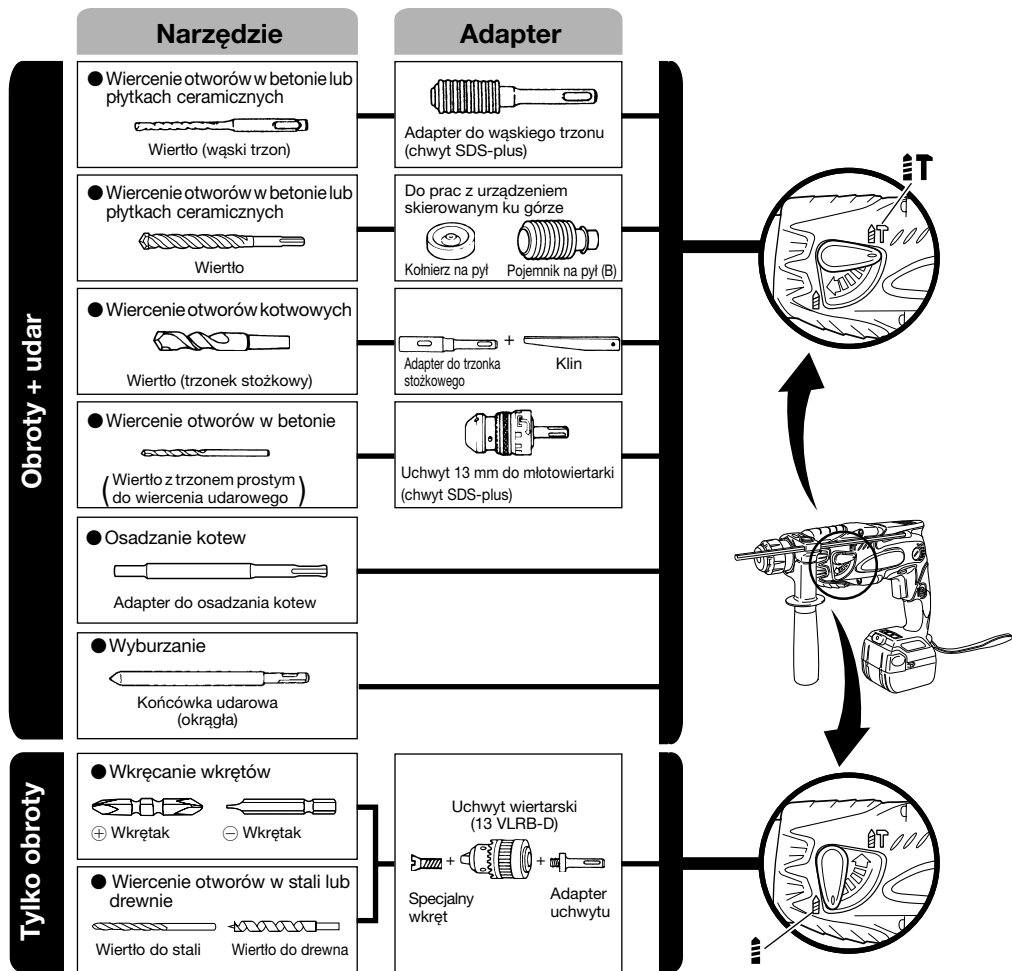 Narzędzie
Adapter
Obroty + udar
● Wiercenie otworów w betonie lub
płytkach ceramicznych
Wiertło (wąski trzon)
Adapter do wąskiego trzonu
(chwyt SDS-plus)
● Wiercenie otworów w betonie lub
płytkach ceramicznych
Wiertło
Do prac z urządzeniem
skierowanym ku górze
Kołnierz na pył
Pojemnik na pył (B)
● Wiercenie otworów kotwowych
Wiertło (trzonek stożkowy)
+
Adapter do trzonka
stożkowego
Klin
● Wiercenie otworów w betonie
(Wiertło z trzonem prostym
do wiercenia udarowego)
Uchwyt 13 mm do młotowiertarki
(chwyt SDS-plus)
● Osadzanie kotew
Adapter do osadzania kotew
● Wyburzanie
Końcówka udarowa
(okrągła)
Tylko obroty
● Wkręcanie wkrętów
⊕ Wkrętak
⊖ Wkrętak
● Wiercenie otworów w stali lub
drewnie
Wiertło do stali
Wiertło do drewna
Uchwyt wiertarski
(13 VLRB-D)
+
+
Specjalny
wkręt
Adapter
uchwytu